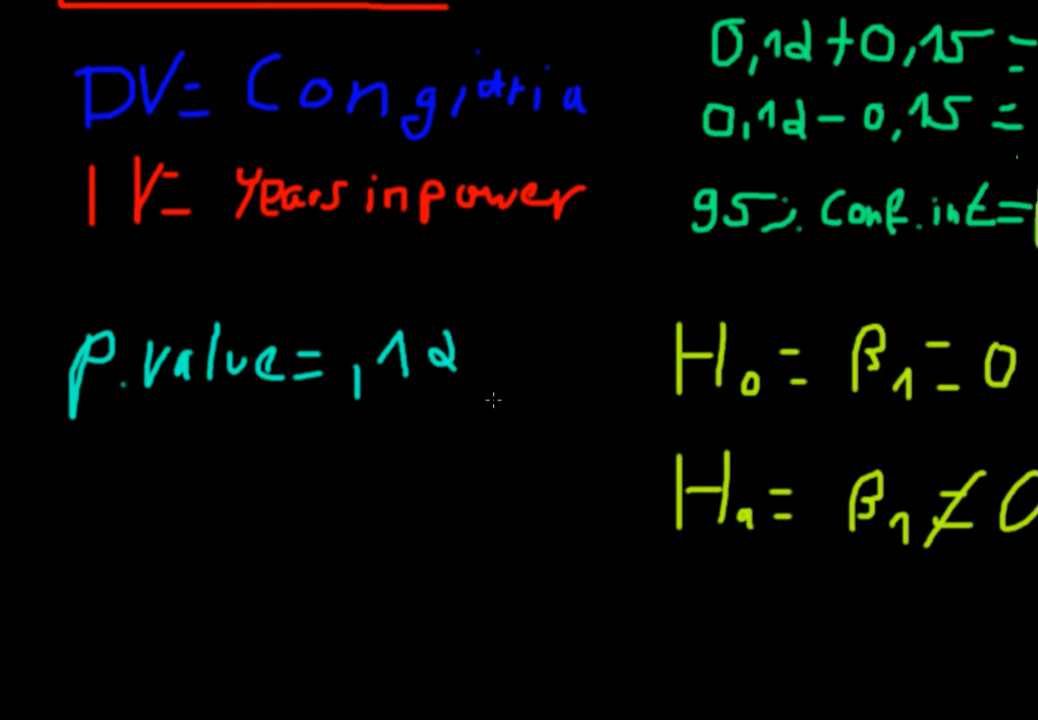 DV= Congiaria
IV= years in power
p.value=,12
0,12+0,15=
0,12-0,15=
95%. Conf.int=
H₀= β₁=0
Hₐ= β₁≠0